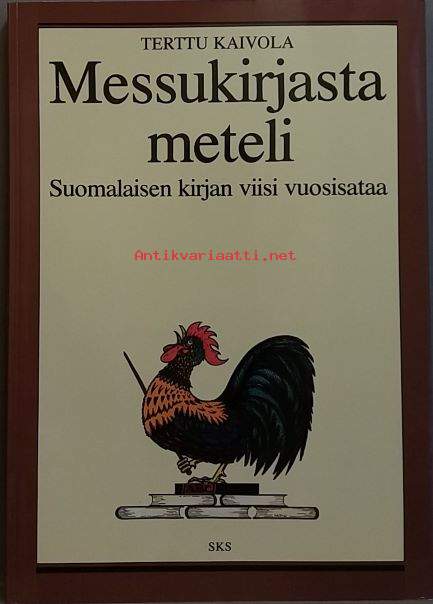 TERTTU KAIVOLA
Messukirjasta
meteli
Suomalaisen kirjan viisi vuosisataa
Antikvariaatti.net
SKS